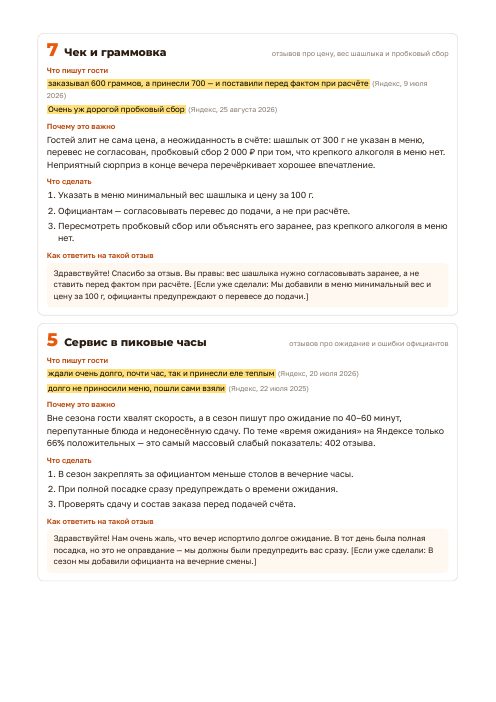 7 Чек и граммовка
отзывов про цену, вес шашлыка и пробковый сбор
Что пишут гости
заказывал 600 граммов, а принесли 700 — и поставили перед фактом при расчёте (Яндекс, 9 июля
2026)
Очень уж дорогой пробковый сбор (Яндекс, 25 августа 2026)
Почему это важно
Гостей злит не сама цена, а неожиданность в счёте: шашлык от 300 г не указан в меню,
перевес не согласован, пробковый сбор 2 000 ₽ при том, что крепкого алкоголя в меню нет.
Неприятный сюрприз в конце вечера перечёркивает хорошее впечатление.
Что сделать
1. Указать в меню минимальный вес шашлыка и цену за 100 г.
2. Официантам — согласовывать перевес до подачи, а не при расчёте.
3. Пересмотреть пробковый сбор или объяснять его заранее, раз крепкого алкоголя в меню
нет.
Как ответить на такой отзыв
Здравствуйте! Спасибо за отзыв. Вы правы: вес шашлыка нужно согласовывать заранее, а не
ставить перед фактом при расчёте. [Если уже сделали: Мы добавили в меню минимальный вес и
цену за 100 г, официанты предупреждают о перевесе до подачи.]
5 Сервис в пиковые часы
отзывов про ожидание и ошибки официантов
Что пишут гости
ждали очень долго, почти час, так и принесли еле теплым (Яндекс, 20 июля 2026)
долго не приносили меню, пошли сами взяли (Яндекс, 22 июля 2025)
Почему это важно
Вне сезона гости хвалят скорость, а в сезон пишут про ожидание по 40–60 минут,
перепутанные блюда и недонесённую сдачу. По теме «время ожидания» на Яндексе только
66% положительных — это самый массовый слабый показатель: 402 отзыва.
Что сделать
1. В сезон закреплять за официантом меньше столов в вечерние часы.
2. При полной посадке сразу предупреждать о времени ожидания.
3. Проверять сдачу и состав заказа перед подачей счёта.
Как ответить на такой отзыв
Здравствуйте! Нам очень жаль, что вечер испортило долгое ожидание. В тот день была полная
посадка, но это не оправдание — мы должны были предупредить вас сразу. [Если уже сделали: В
сезон мы добавили официанта на вечерние смены.]